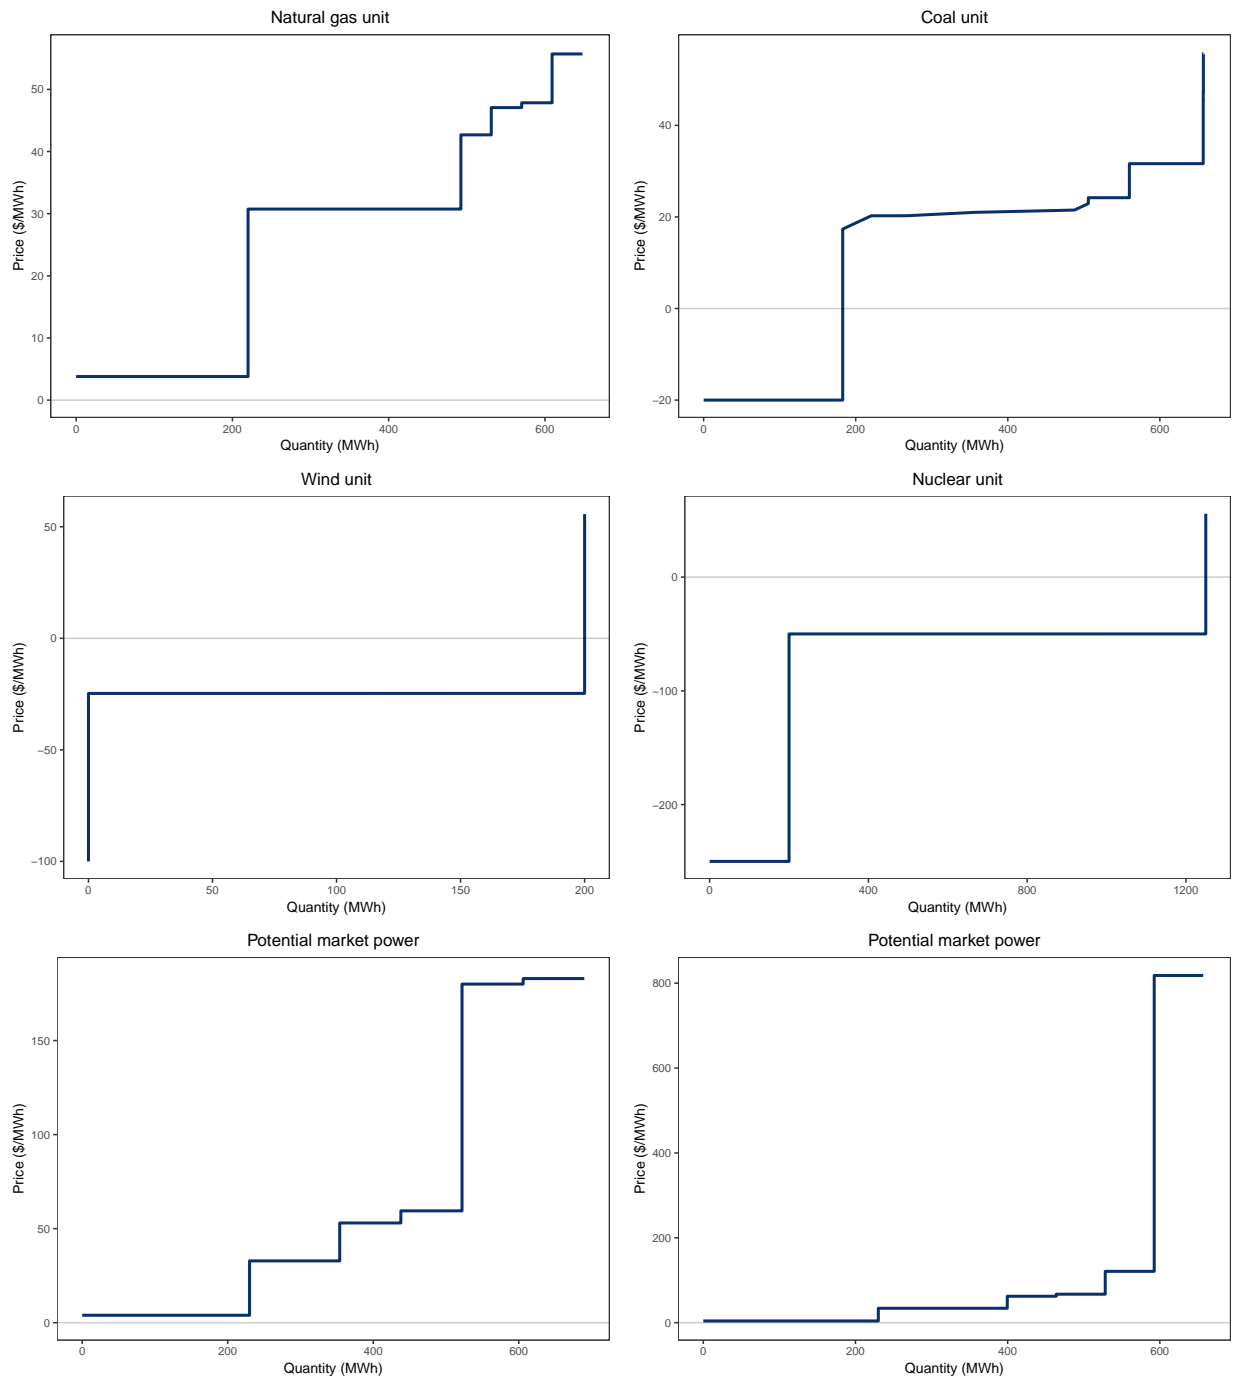 Natural gas unit
Price ($/MWh)
50
40
30
20
10
0
0 200 400 600
Quantity (MWh)
Coal unit
Price ($/MWh)
40
20
0
−20
0 200 400 600
Quantity (MWh)
Wind unit
Price ($/MWh)
50
0
−50
−100
0 50 100 150 200
Quantity (MWh)
Nuclear unit
Price ($/MWh)
0
−100
−200
0 400 800 1200
Quantity (MWh)
Potential market power
Price ($/MWh)
150
100
50
0
0 200 400 600
Quantity (MWh)
Potential market power
Price ($/MWh)
800
600
400
200
0
0 200 400 600
Quantity (MWh)